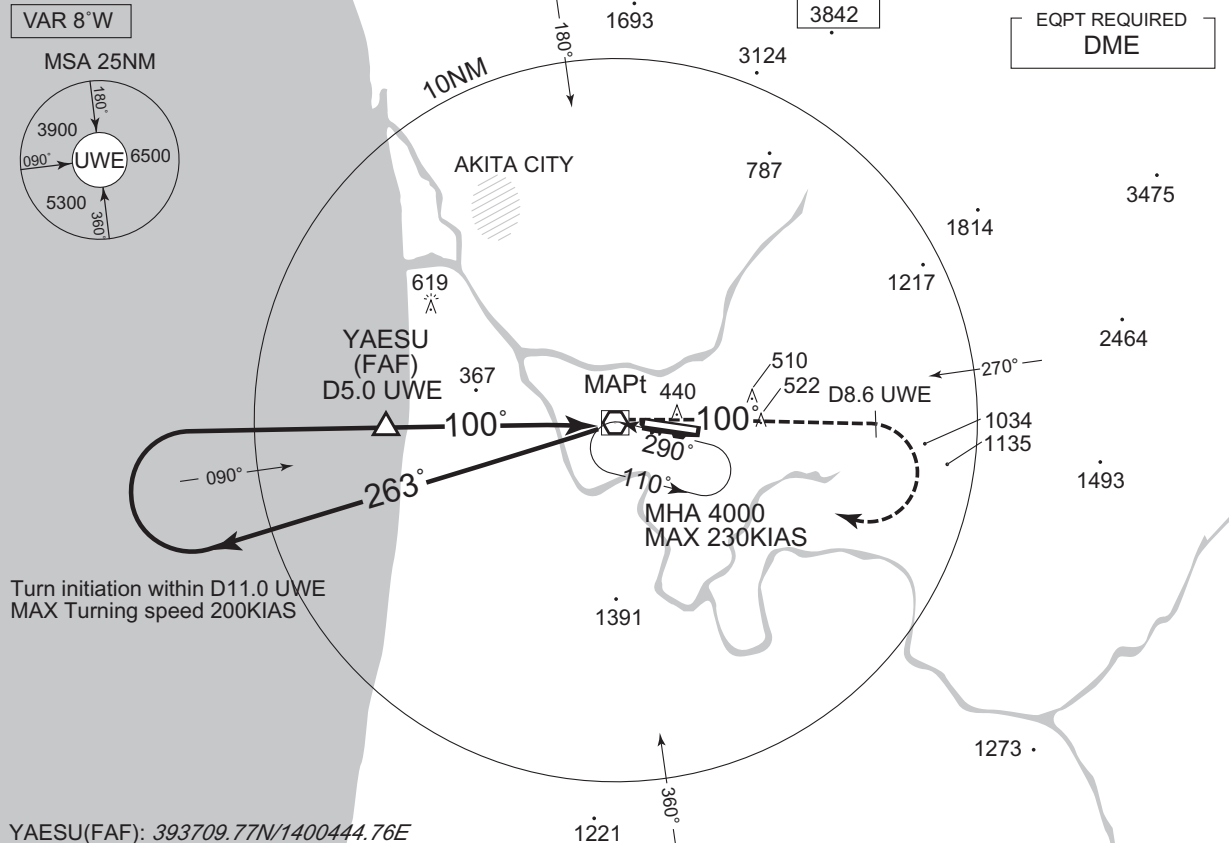 VAR 8°W
MSA 25NM
180°
3900
090°
UWE
6500
5300
360°
1693
3842
180°
3124
10NM
EQPT REQUIRED
DME
AKITA CITY
787
3475
1814
1217
619
2464
YAESU
(FAF)
D5.0 UWE
367
MAPt
440
510
522
D8.6 UWE
270°
100°
100°
1034
1135
290°
090°
263°
110°
1493
MHA 4000
MAX 230KIAS
Turn initiation within D11.0 UWE
MAX Turning speed 200KIAS
1391
1273
360°
YAESU(FAF): 393709.77N/1400444.76E
1221